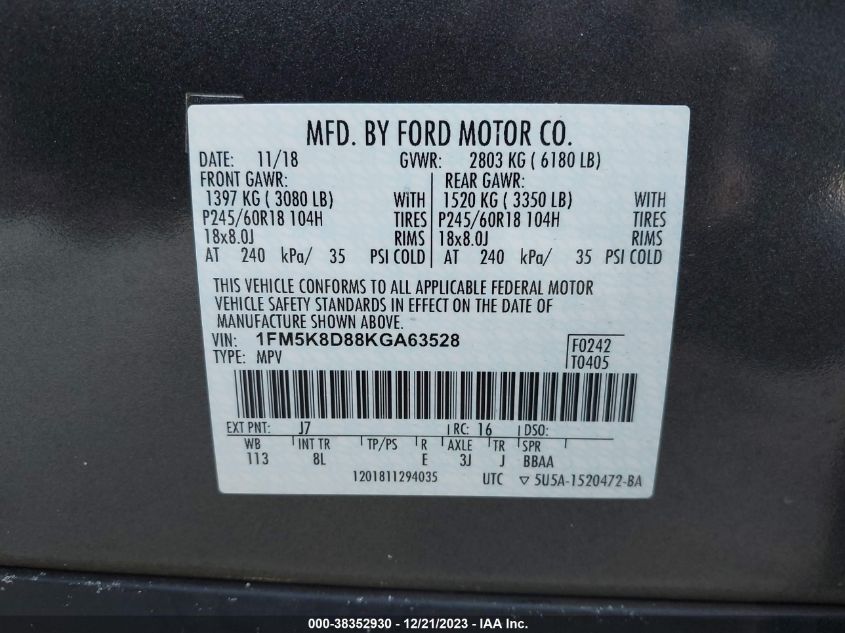 MFD. BY FORD MOTOR CO.
DATE: 11/18 GVWR: 2803 KG ( 6180 LB)
FRONT GAWR: REAR GAWR:
1397 KG ( 3080 LB) WITH 1520 KG ( 3350 LB) WITH
P245/60R18 104H TIRES P245/60R18 104H TIRES
18x8.0J RIMS 18x8.0J RIMS
AT 240 kPa/ 35 PSI COLD AT 240 kPa/ 35 PSI COLD
THIS VEHICLE CONFORMS TO ALL APPLICABLE FEDERAL MOTOR
VEHICLE SAFETY STANDARDS IN EFFECT ON THE DATE OF
MANUFACTURE SHOWN ABOVE.
VIN: 1FM5K8D88KGA63528 F0242
TYPE: MPV T0405
EXT PNT: J7 RC: 16 DSO:
WB INT TR TP/PS R AXLE TR SPR
113 8L E 3J J BBAA
1201811294035 UTC ▽ 5U5A-1520472-BA
000-38352930 - 12/21/2023 - IAA Inc.